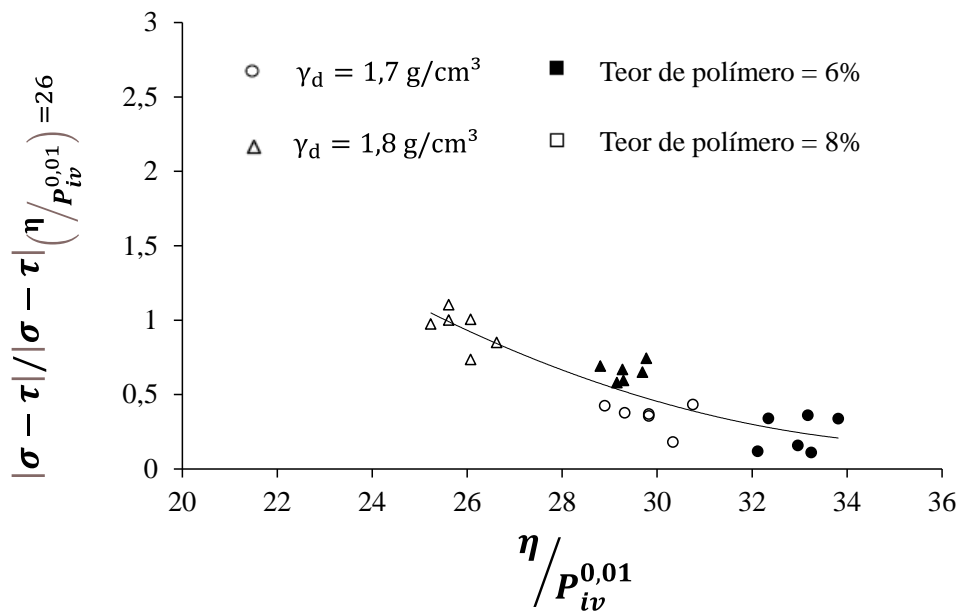 |σ − τ|/|σ − τ|(η/P_iv^0,01)=26
3
2,5
2
1,5
1
0,5
0
γd = 1,7 g/cm³
Teor de polímero = 6%
γd = 1,8 g/cm³
Teor de polímero = 8%
20 22 24 26 28 30 32 34 36
η/P_iv^0,01